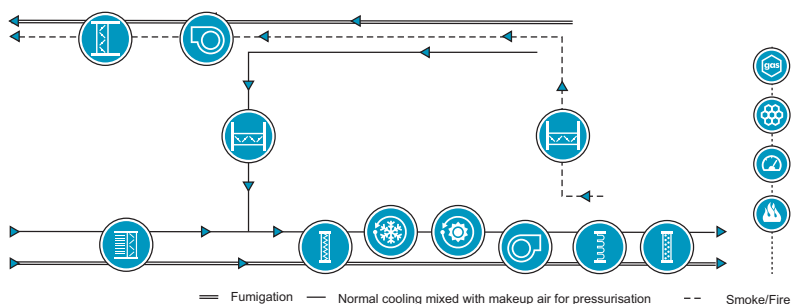 gas
Fumigation
Normal cooling mixed with makeup air for pressurisation
Smoke/Fire